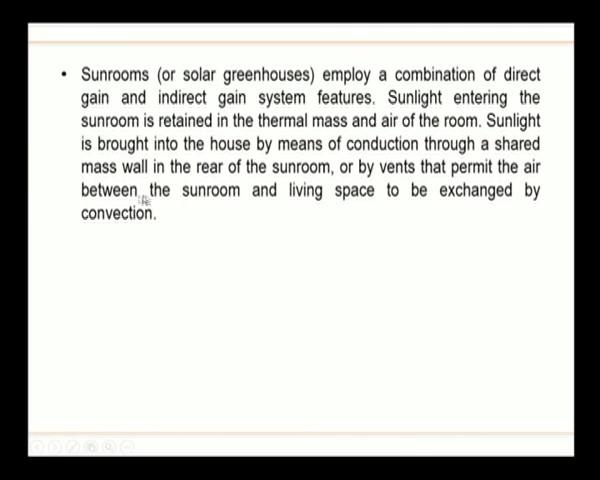 • Sunrooms (or solar greenhouses) employ a combination of direct
gain and indirect gain system features. Sunlight entering the
sunroom is retained in the thermal mass and air of the room. Sunlight
is brought into the house by means of conduction through a shared
mass wall in the rear of the sunroom, or by vents that permit the air
between the sunroom and living space to be exchanged by
convection.